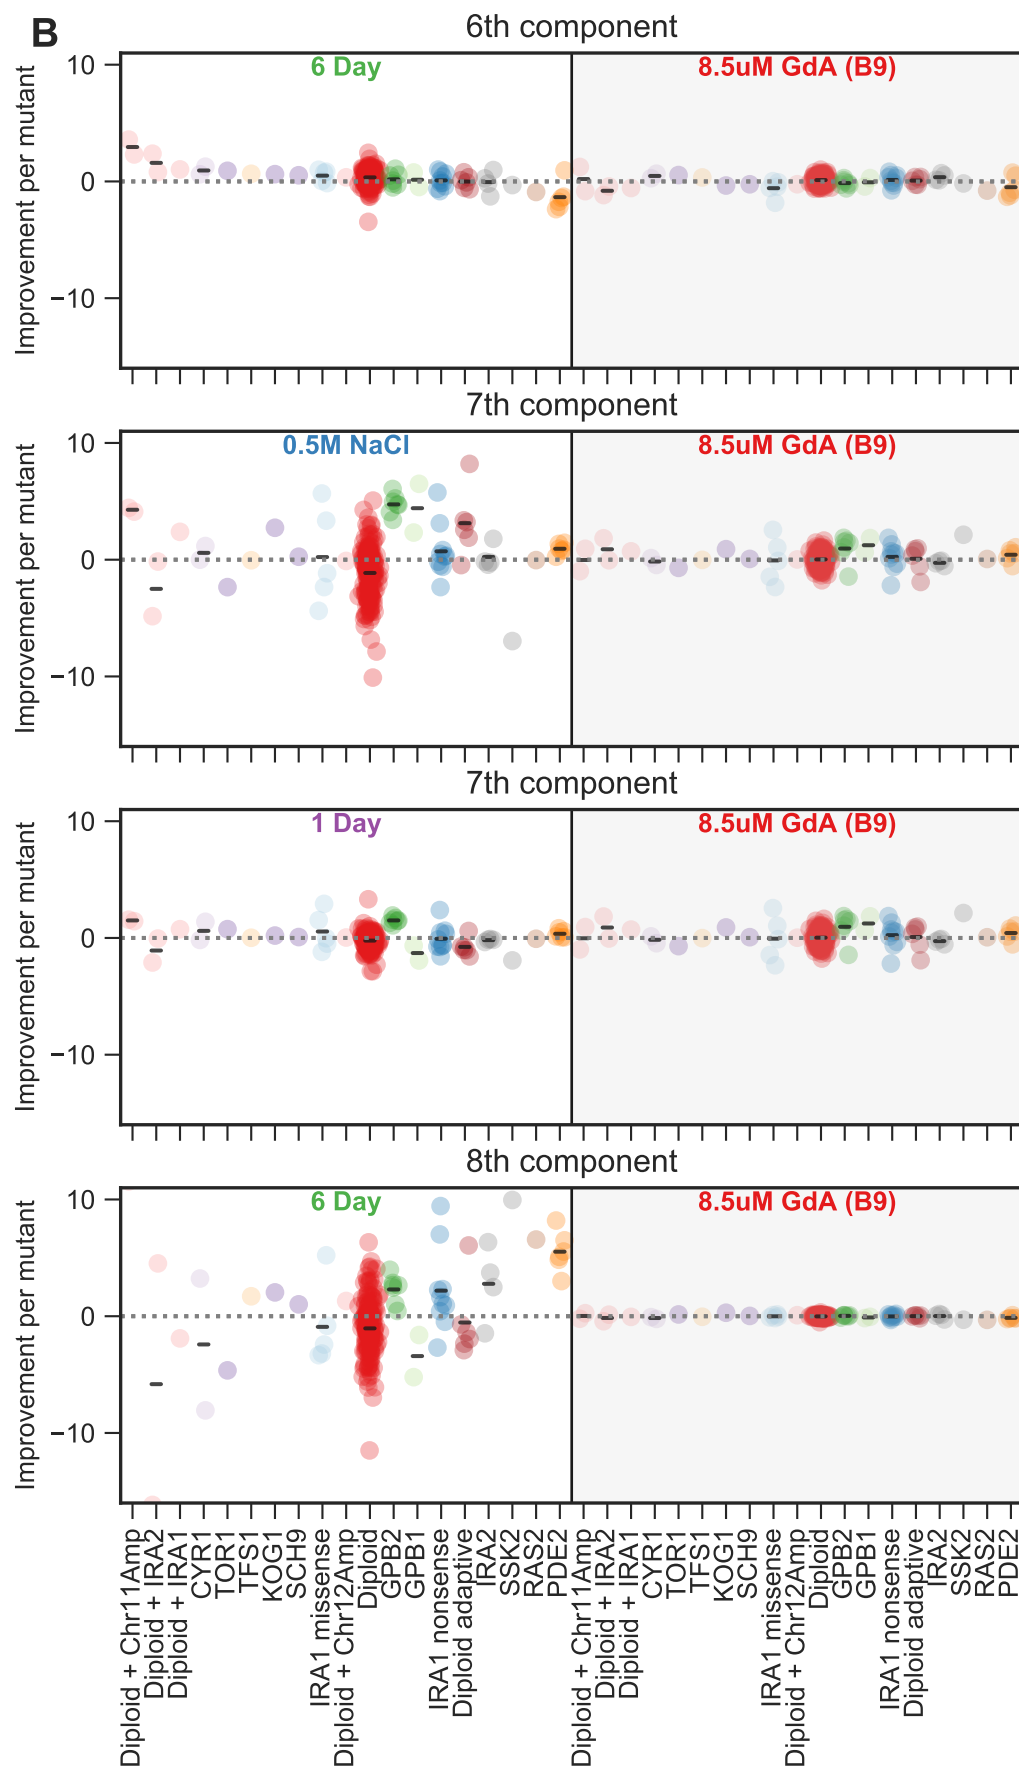 B
6th component
Improvement per mutant
10
0
−10
6 Day
8.5uM GdA (B9)
7th component
Improvement per mutant
10
0
−10
0.5M NaCl
8.5uM GdA (B9)
7th component
Improvement per mutant
10
0
−10
1 Day
8.5uM GdA (B9)
8th component
Improvement per mutant
10
0
−10
6 Day
8.5uM GdA (B9)
Diploid + Chr11Amp
Diploid + IRA2
Diploid + IRA1
CYR1
TOR1
TFS1
KOG1
SCH9
IRA1 missense
Diploid + Chr12Amp
Diploid
GPB2
GPB1
IRA1 nonsense
Diploid adaptive
IRA2
SSK2
RAS2
PDE2
Diploid + Chr11Amp
Diploid + IRA2
Diploid + IRA1
CYR1
TOR1
TFS1
KOG1
SCH9
IRA1 missense
Diploid + Chr12Amp
Diploid
GPB2
GPB1
IRA1 nonsense
Diploid adaptive
IRA2
SSK2
RAS2
PDE2